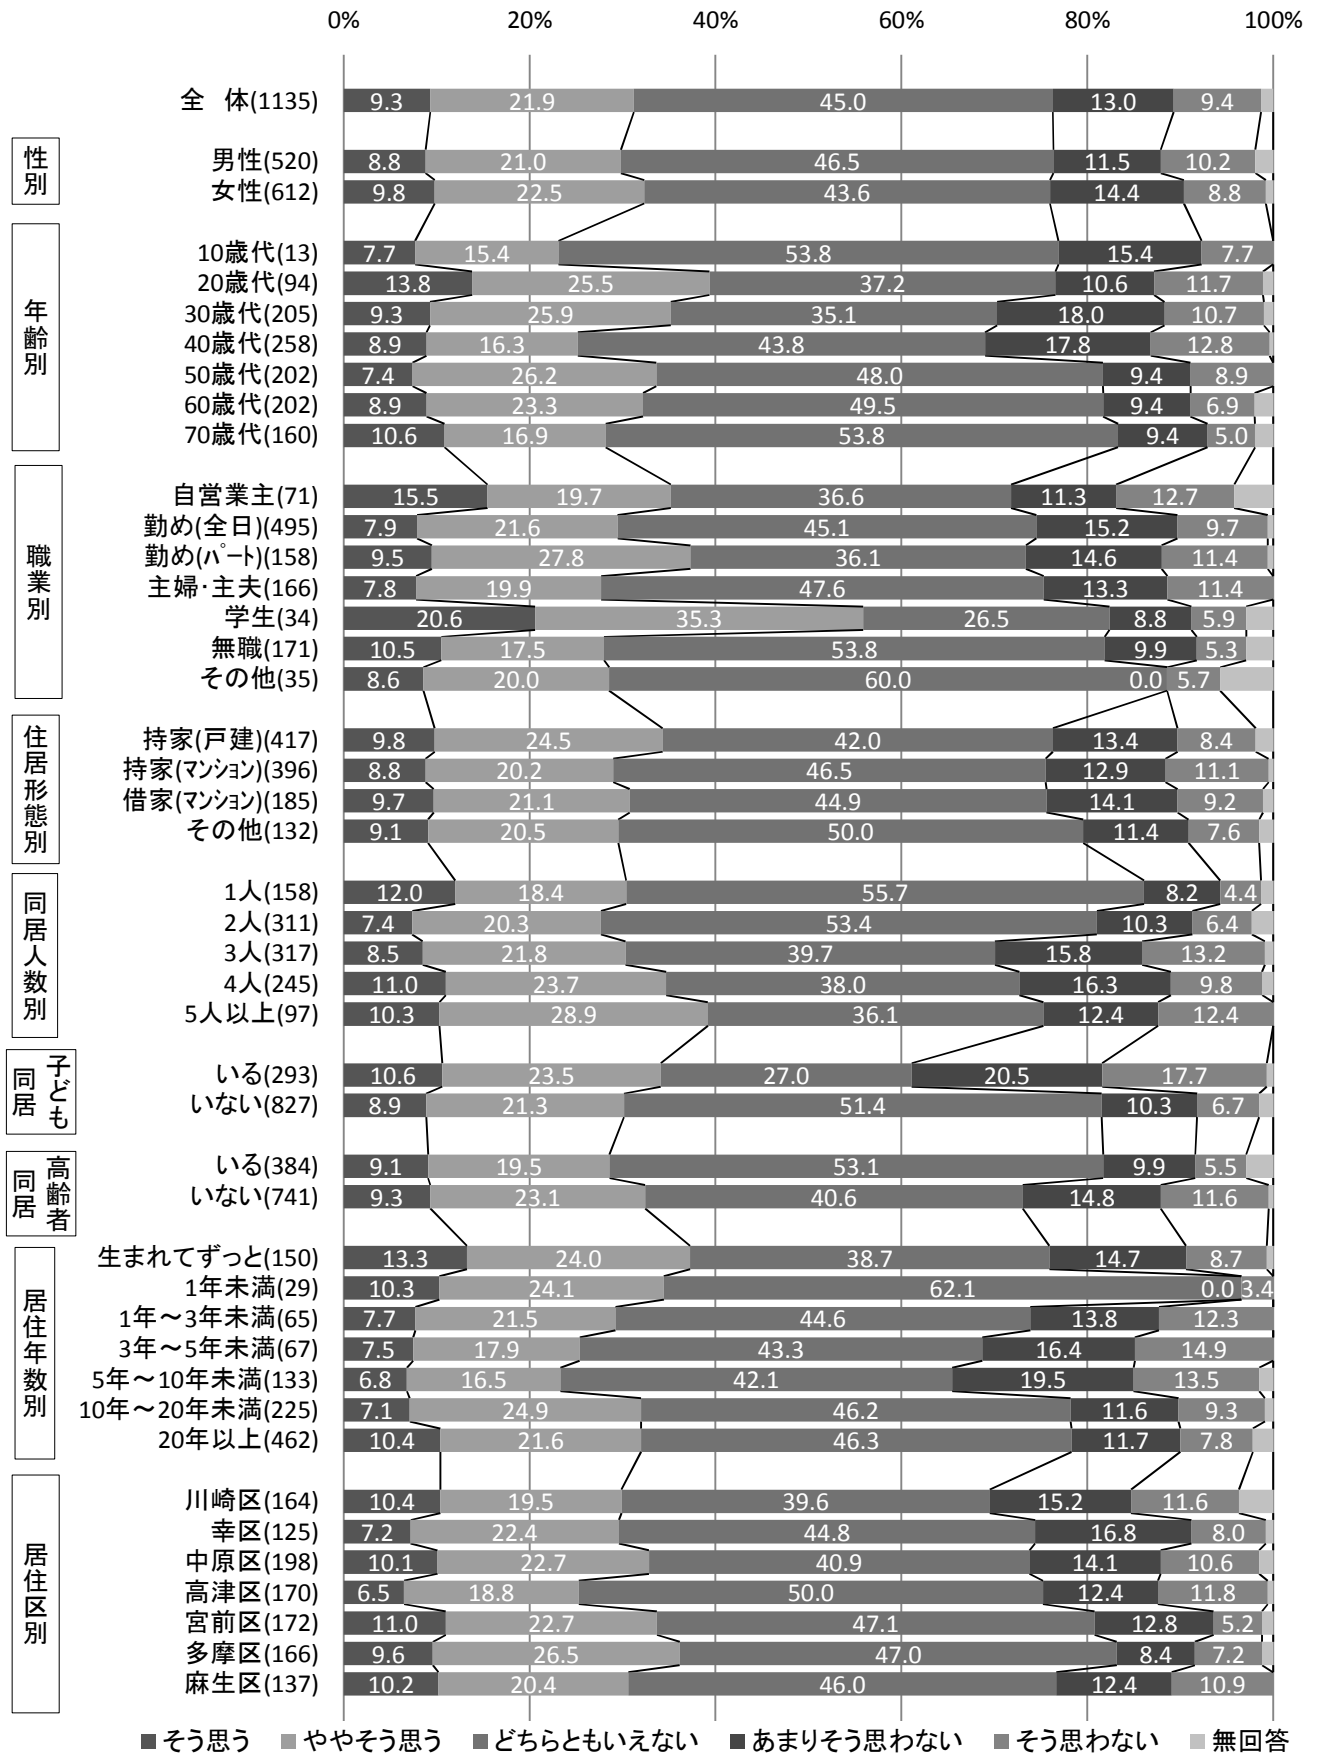 0% 20% 40% 60% 80% 100%
全 体(1135) 9.3 21.9 45.0 13.0 9.4
性別
男性(520) 8.8 21.0 46.5 11.5 10.2
女性(612) 9.8 22.5 43.6 14.4 8.8
年齢別
10歳代(13) 7.7 15.4 53.8 15.4 7.7
20歳代(94) 13.8 25.5 37.2 10.6 11.7
30歳代(205) 9.3 25.9 35.1 18.0 10.7
40歳代(258) 8.9 16.3 43.8 17.8 12.8
50歳代(202) 7.4 26.2 48.0 9.4 8.9
60歳代(202) 8.9 23.3 49.5 9.4 6.9
70歳代(160) 10.6 16.9 53.8 9.4 5.0
職業別
自営業主(71) 15.5 19.7 36.6 11.3 12.7
勤め(全日)(495) 7.9 21.6 45.1 15.2 9.7
勤め(ﾊﾟｰﾄ)(158) 9.5 27.8 36.1 14.6 11.4
主婦･主夫(166) 7.8 19.9 47.6 13.3 11.4
学生(34) 20.6 35.3 26.5 8.8 5.9
無職(171) 10.5 17.5 53.8 9.9 5.3
その他(35) 8.6 20.0 60.0 0.0 5.7
住居形態別
持家(戸建)(417) 9.8 24.5 42.0 13.4 8.4
持家(ﾏﾝｼｮﾝ)(396) 8.8 20.2 46.5 12.9 11.1
借家(ﾏﾝｼｮﾝ)(185) 9.7 21.1 44.9 14.1 9.2
その他(132) 9.1 20.5 50.0 11.4 7.6
同居人数別
1人(158) 12.0 18.4 55.7 8.2 4.4
2人(311) 7.4 20.3 53.4 10.3 6.4
3人(317) 8.5 21.8 39.7 15.8 13.2
4人(245) 11.0 23.7 38.0 16.3 9.8
5人以上(97) 10.3 28.9 36.1 12.4 12.4
子ども
同居
いる(293) 10.6 23.5 27.0 20.5 17.7
いない(827) 8.9 21.3 51.4 10.3 6.7
高齢者
同居
いる(384) 9.1 19.5 53.1 9.9 5.5
いない(741) 9.3 23.1 40.6 14.8 11.6
居住年数別
生まれてずっと(150) 13.3 24.0 38.7 14.7 8.7
1年未満(29) 10.3 24.1 62.1 0.0 3.4
1年～3年未満(65) 7.7 21.5 44.6 13.8 12.3
3年～5年未満(67) 7.5 17.9 43.3 16.4 14.9
5年～10年未満(133) 6.8 16.5 42.1 19.5 13.5
10年～20年未満(225) 7.1 24.9 46.2 11.6 9.3
20年以上(462) 10.4 21.6 46.3 11.7 7.8
居住区別
川崎区(164) 10.4 19.5 39.6 15.2 11.6
幸区(125) 7.2 22.4 44.8 16.8 8.0
中原区(198) 10.1 22.7 40.9 14.1 10.6
高津区(170) 6.5 18.8 50.0 12.4 11.8
宮前区(172) 11.0 22.7 47.1 12.8 5.2
多摩区(166) 9.6 26.5 47.0 8.4 7.2
麻生区(137) 10.2 20.4 46.0 12.4 10.9
そう思う ややそう思う どちらともいえない あまりそう思わない そう思わない 無回答